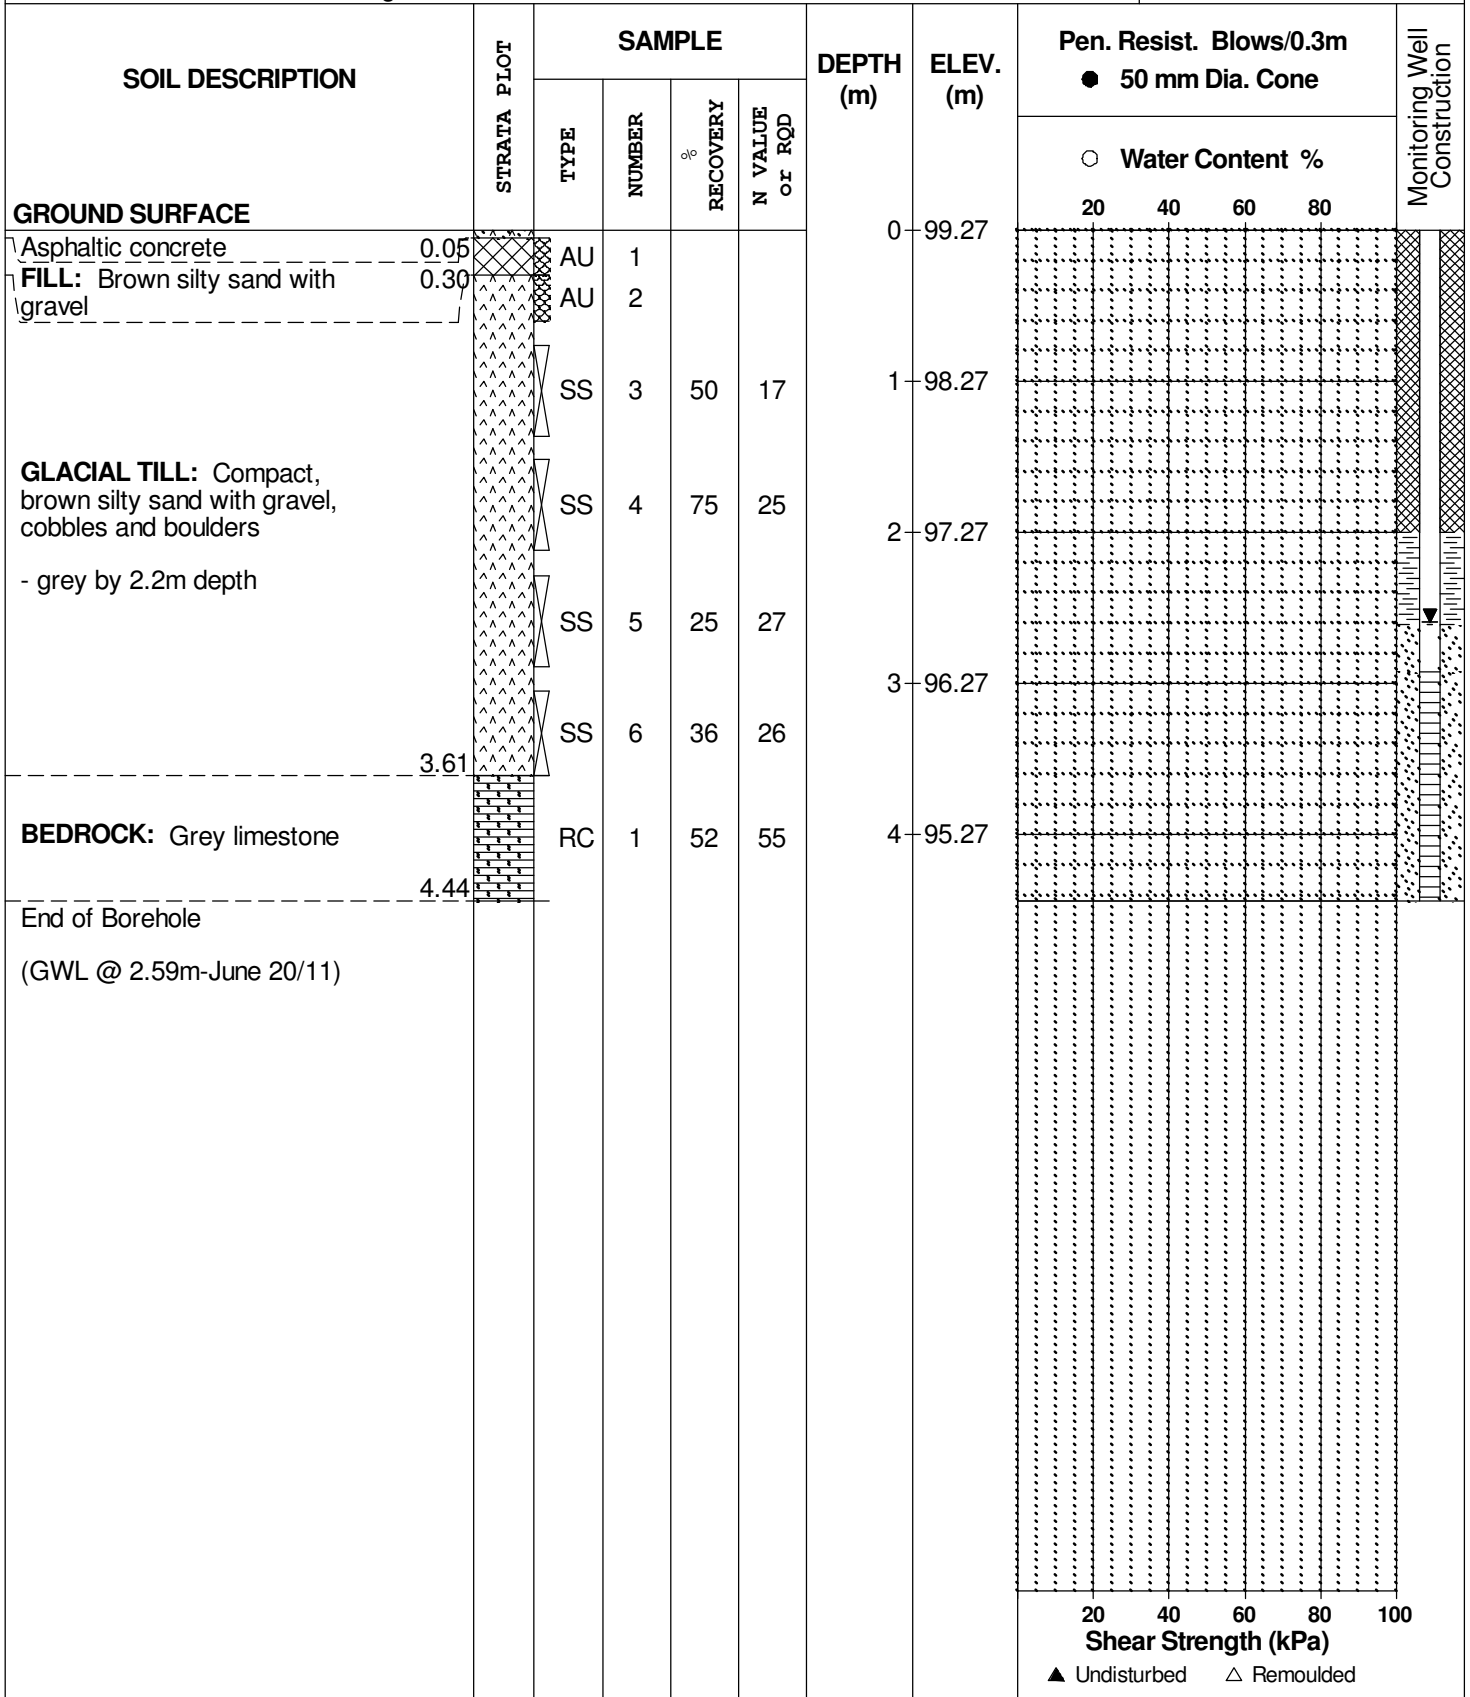 SOIL DESCRIPTION
GROUND SURFACE
STRATA PLOT
SAMPLE
TYPE
NUMBER
% RECOVERY
N VALUE or RQD
DEPTH (m)
ELEV. (m)
Pen. Resist. Blows/0.3m
● 50 mm Dia. Cone
○ Water Content %
20 40 60 80
Monitoring Well
Construction
Asphaltic concrete 0.05
FILL: Brown silty sand with 0.30
gravel
GLACIAL TILL: Compact,
brown silty sand with gravel,
cobbles and boulders
- grey by 2.2m depth
3.61
BEDROCK: Grey limestone
4.44
End of Borehole
(GWL @ 2.59m-June 20/11)
AU 1
AU 2
SS 3 50 17
SS 4 75 25
SS 5 25 27
SS 6 36 26
RC 1 52 55
0 99.27
1 98.27
2 97.27
3 96.27
4 95.27
20 40 60 80 100
Shear Strength (kPa)
▲ Undisturbed △ Remoulded